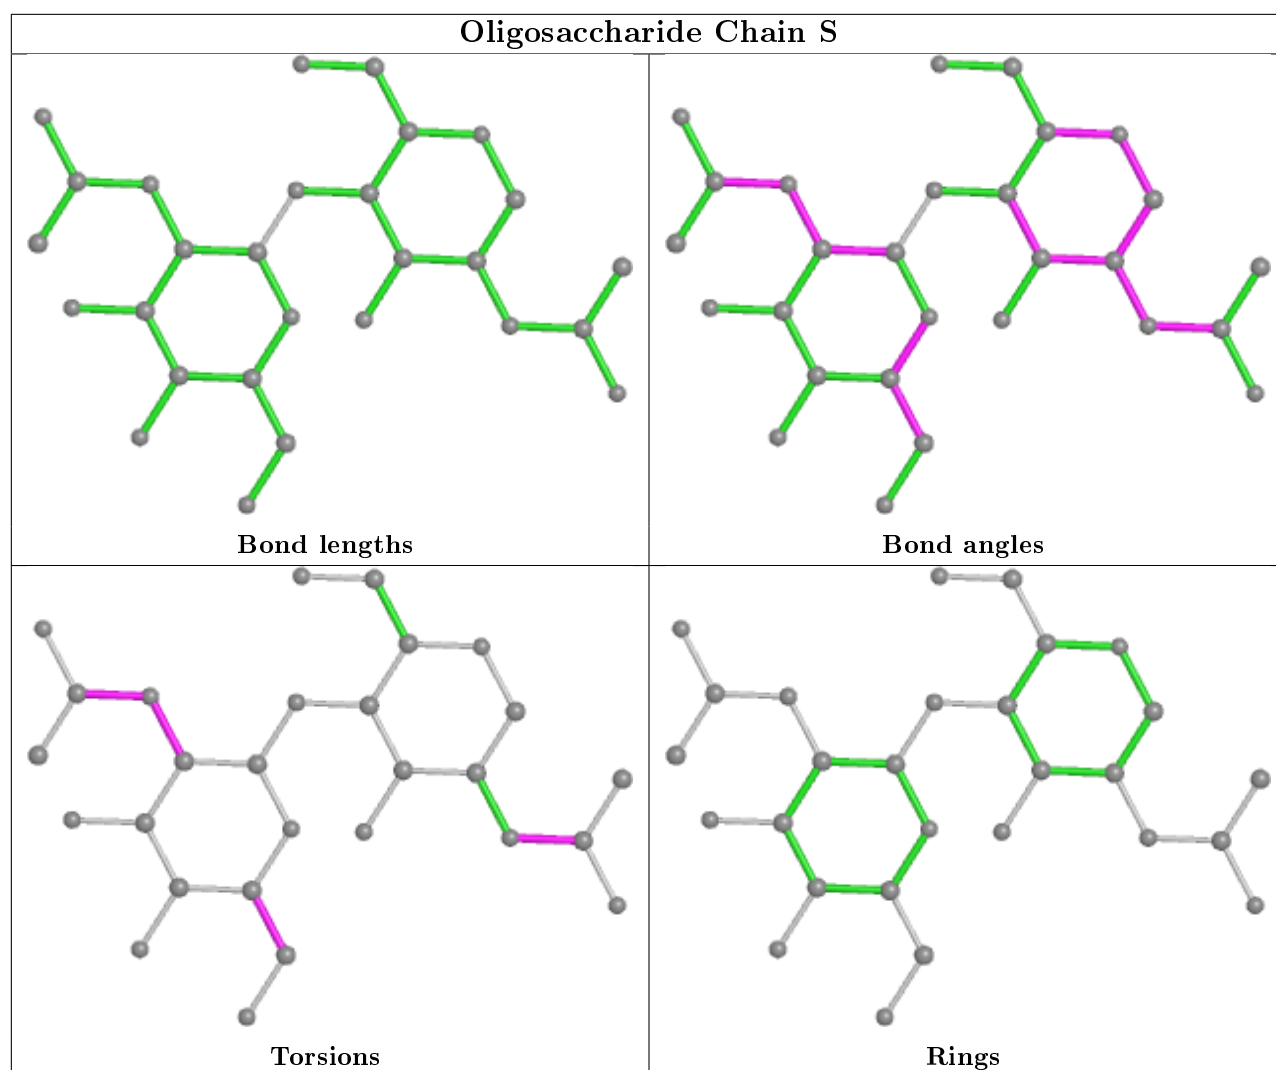 Oligosaccharide Chain S
Bond lengths
Bond angles
Torsions
Rings